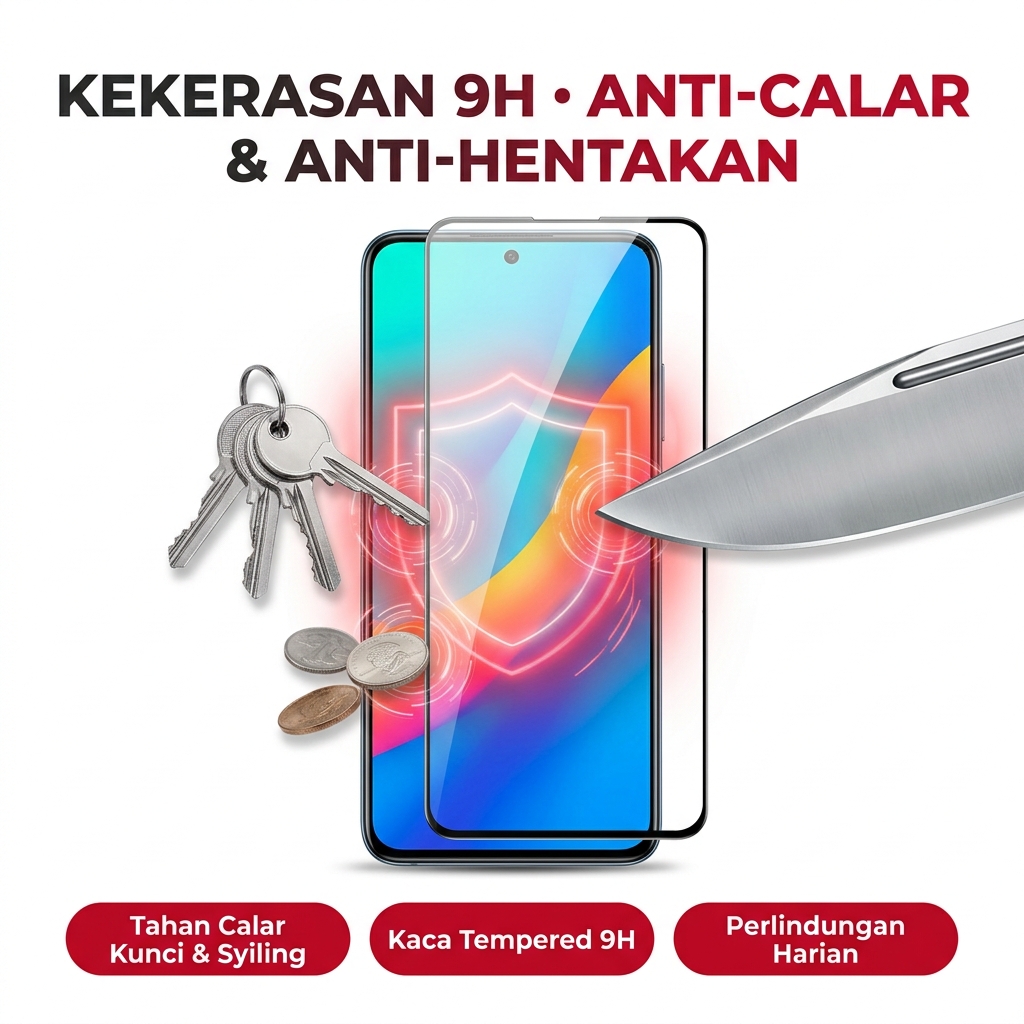 KEKERASAN 9H • ANTI-CALAR
& ANTI-HENTAKAN
Tahan Calar
Kunci & Syiling
Kaca Tempered 9H
Perlindungan
Harian